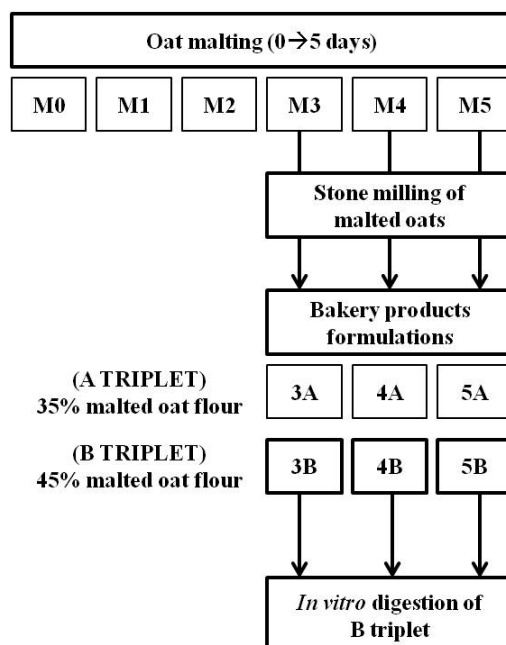 Oat malting (0→5 days)
M0 M1 M2 M3 M4 M5
Stone milling of
malted oats
Bakery products
formulations
(A TRIPLET)
35% malted oat flour
3A 4A 5A
(B TRIPLET)
45% malted oat flour
3B 4B 5B
In vitro digestion of
B triplet